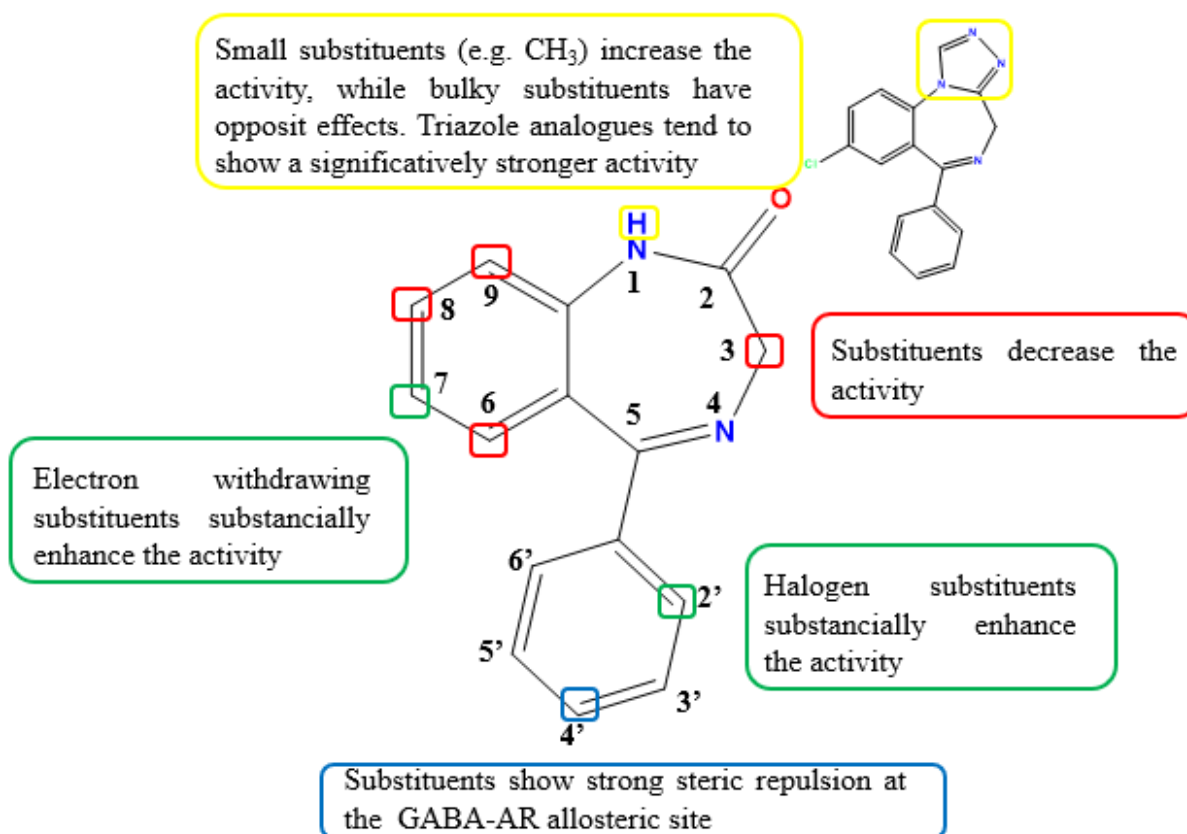 Small substituents (e.g. CH₃) increase the
activity, while bulky substituents have
opposit effects. Triazole analogues tend to
show a significatively stronger activity
N
N
N
N
Cl
O
H
N
1
2
3
4
N
5
6
7
8
9
Substituents decrease the
activity
Electron withdrawing
substituents substancially
enhance the activity
Halogen substituents
substancially enhance
the activity
6’
2’
5’
3’
4’
Substituents show strong steric repulsion at
the GABA-AR allosteric site